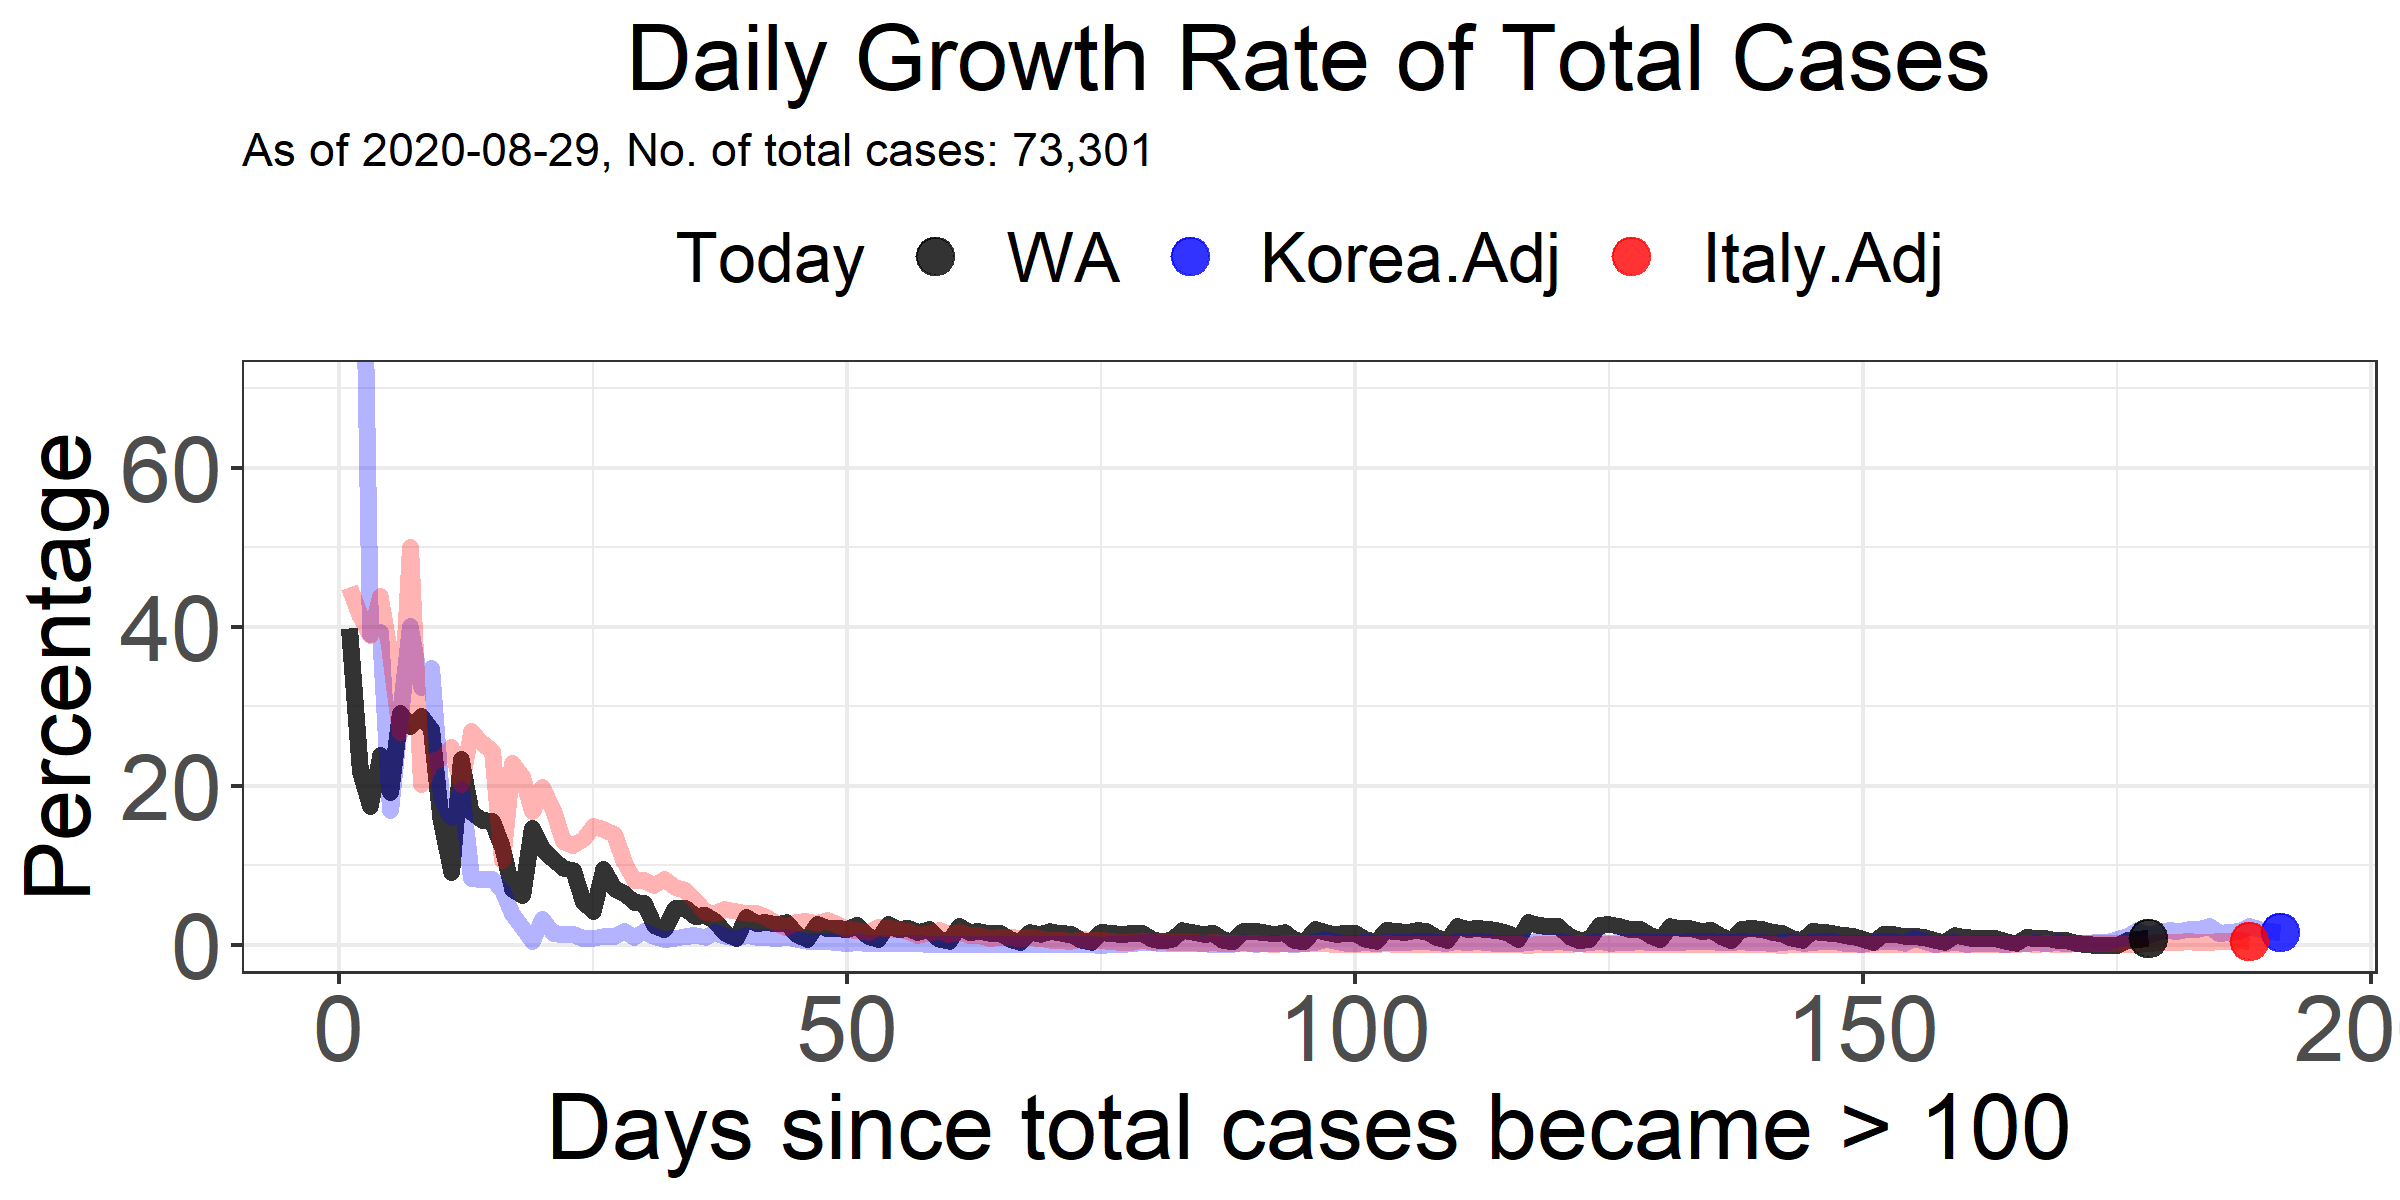 Daily Growth Rate of Total Cases
As of 2020-08-29, No. of total cases: 73,301
Today WA Korea.Adj Italy.Adj
Percentage
60
40
20
0
0 50 100 150 20
Days since total cases became > 100